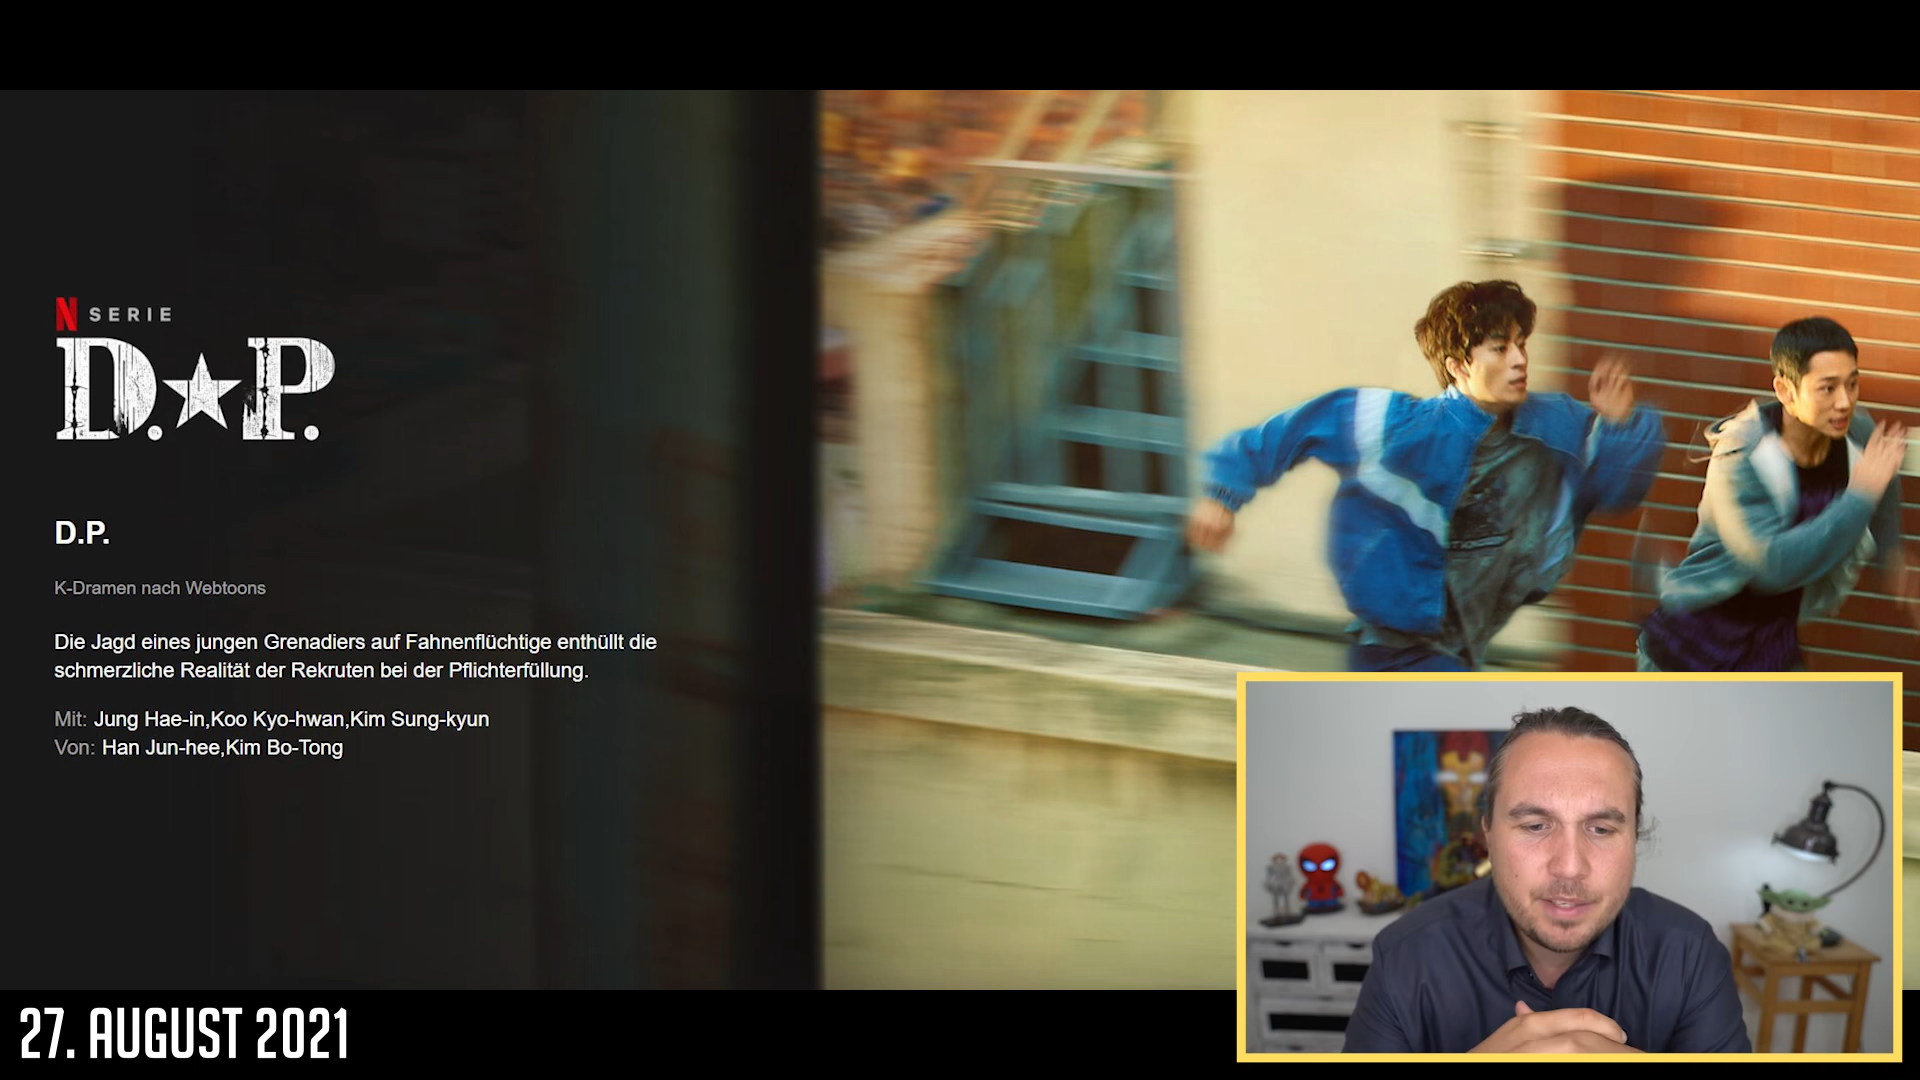 N SERIE
D.★P.
D.P.
K-Dramen nach Webtoons
Die Jagd eines jungen Grenadiers auf Fahnenflüchtige enthüllt die
schmerzliche Realität der Rekruten bei der Pflichterfüllung.
Mit: Jung Hae-in,Koo Kyo-hwan,Kim Sung-kyun
Von: Han Jun-hee,Kim Bo-Tong
27. AUGUST 2021